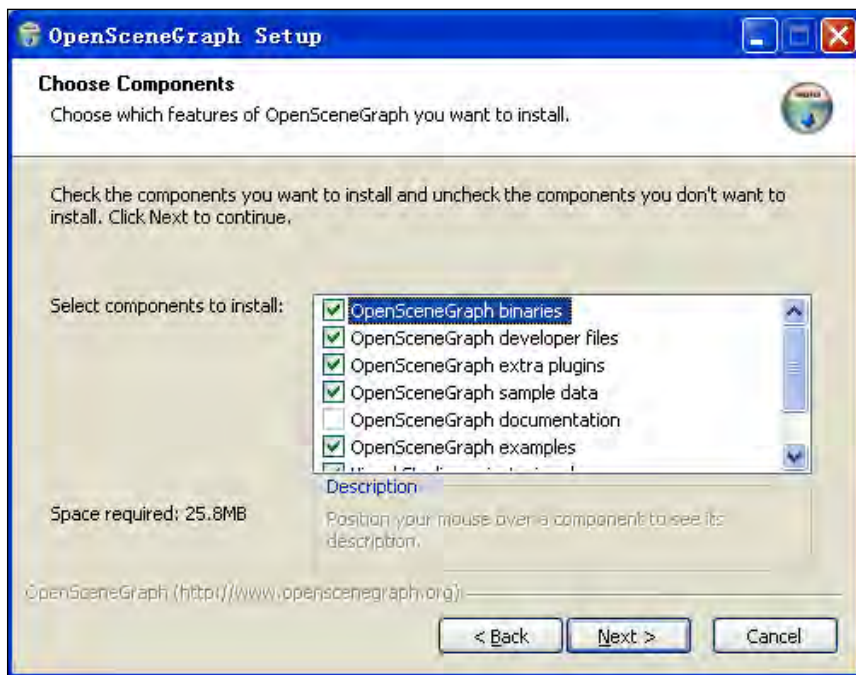 OpenSceneGraph Setup
Choose Components
Choose which features of OpenSceneGraph you want to install.
Check the components you want to install and uncheck the components you don't want to
install. Click Next to continue.
Select components to install:
OpenSceneGraph binaries
OpenSceneGraph developer files
OpenSceneGraph extra plugins
OpenSceneGraph sample data
OpenSceneGraph documentation
OpenSceneGraph examples
Space required: 25.8MB
Description
Position your mouse over a component to see its
description.
OpenSceneGraph (http://www.openscenegraph.org)
< Back
Next >
Cancel